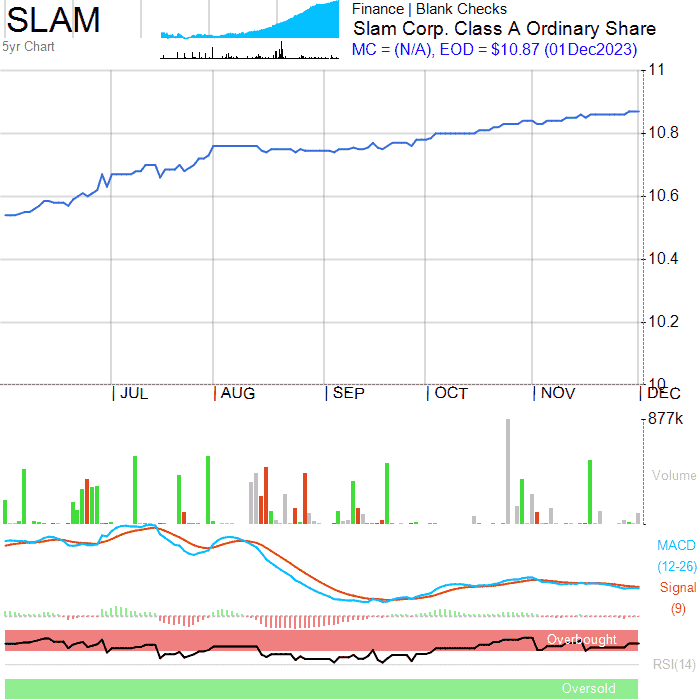 SLAM
5yr Chart
Finance | Blank Checks
Slam Corp. Class A Ordinary Share
MC = (N/A), EOD = $10.87 (01Dec2023)
11
10.8
10.6
10.4
10.2
10
| JUL | AUG | SEP | OCT | NOV | DEC
877k
Volume
MACD
(12-26)
Signal
(9)
Overbought
RSI(14)
Oversold